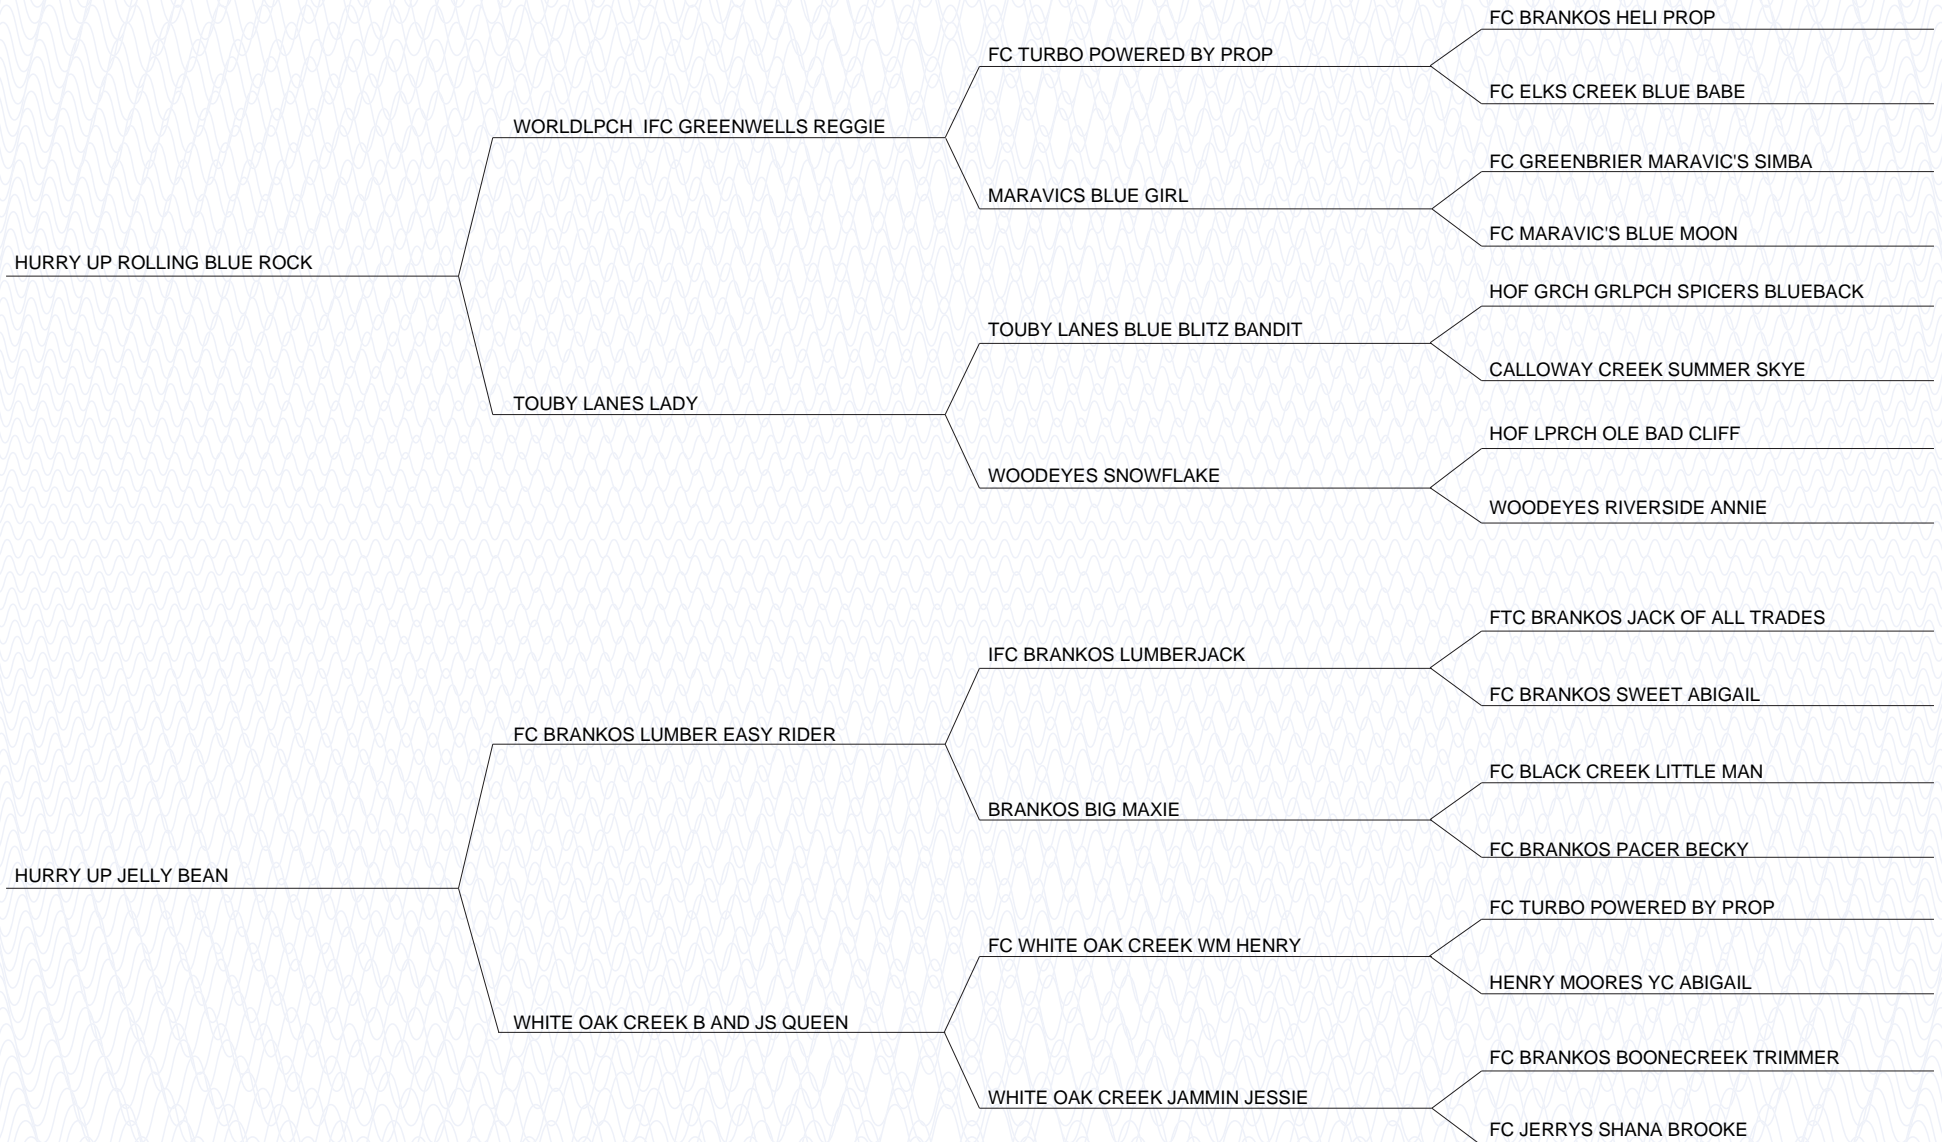 FC BRANKOS HELI PROP
FC TURBO POWERED BY PROP
FC ELKS CREEK BLUE BABE
WORLDLPCH IFC GREENWELLS REGGIE
FC GREENBRIER MARAVIC'S SIMBA
MARAVICS BLUE GIRL
FC MARAVIC'S BLUE MOON
HURRY UP ROLLING BLUE ROCK
HOF GRCH GRLPCH SPICERS BLUEBACK
TOUBY LANES BLUE BLITZ BANDIT
CALLOWAY CREEK SUMMER SKYE
TOUBY LANES LADY
HOF LPRCH OLE BAD CLIFF
WOODEYES SNOWFLAKE
WOODEYES RIVERSIDE ANNIE
FTC BRANKOS JACK OF ALL TRADES
IFC BRANKOS LUMBERJACK
FC BRANKOS SWEET ABIGAIL
FC BRANKOS LUMBER EASY RIDER
FC BLACK CREEK LITTLE MAN
BRANKOS BIG MAXIE
FC BRANKOS PACER BECKY
HURRY UP JELLY BEAN
FC TURBO POWERED BY PROP
FC WHITE OAK CREEK WM HENRY
HENRY MOORES YC ABIGAIL
WHITE OAK CREEK B AND JS QUEEN
FC BRANKOS BOONECREEK TRIMMER
WHITE OAK CREEK JAMMIN JESSIE
FC JERRYS SHANA BROOKE